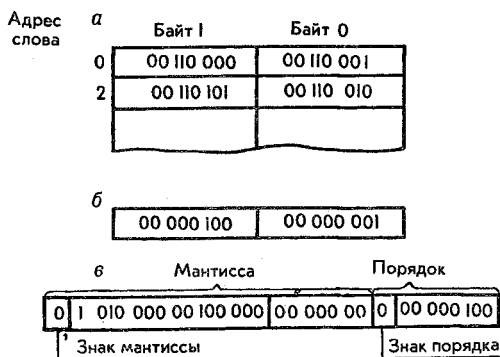 Адрес слова
а
Байт 1 Байт 0
0 00 110 000 00 110 001
2 00 110 101 00 110 010
б
00 000 100 00 000 001
в
Мантисса Порядок
0 1 010 000 00 100 000 00 000 00 0 00 000 100
Знак мантиссы Знак порядка